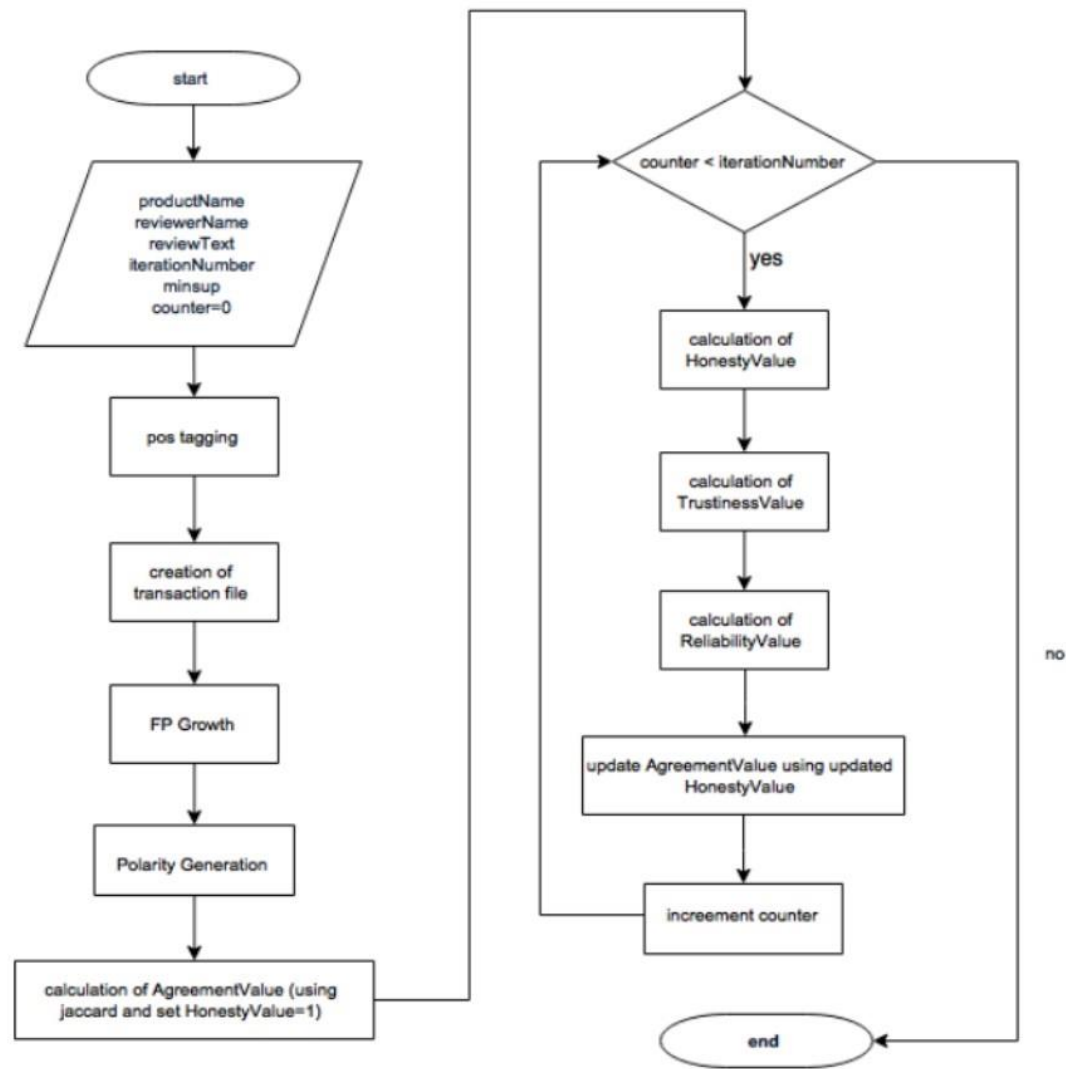 start
productName
reviewerName
reviewText
iterationNumber
minsup
counter=0
pos tagging
creation of
transaction file
FP Growth
Polarity Generation
calculation of AgreementValue (using
jaccard and set HonestyValue=1)
counter < iterationNumber
yes
calculation of
HonestyValue
calculation of
TrustinessValue
calculation of
ReliabilityValue
update AgreementValue using updated
HonestyValue
increement counter
no
end